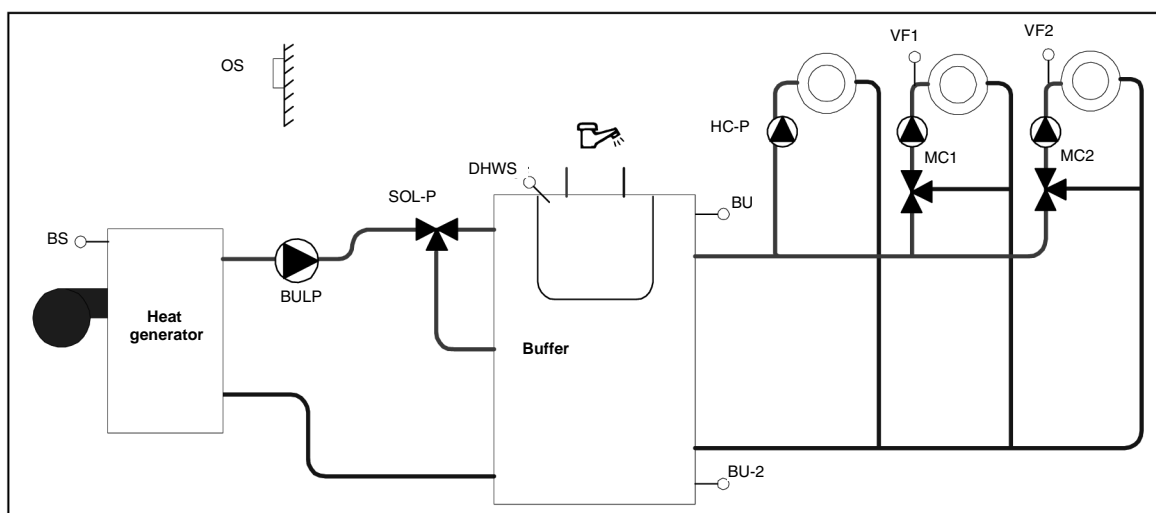 VF1
VF2
OS
HC-P
MC1
MC2
DHWS
SOL-P
BU
BS
BULP
Heat
generator
Buffer
BU-2